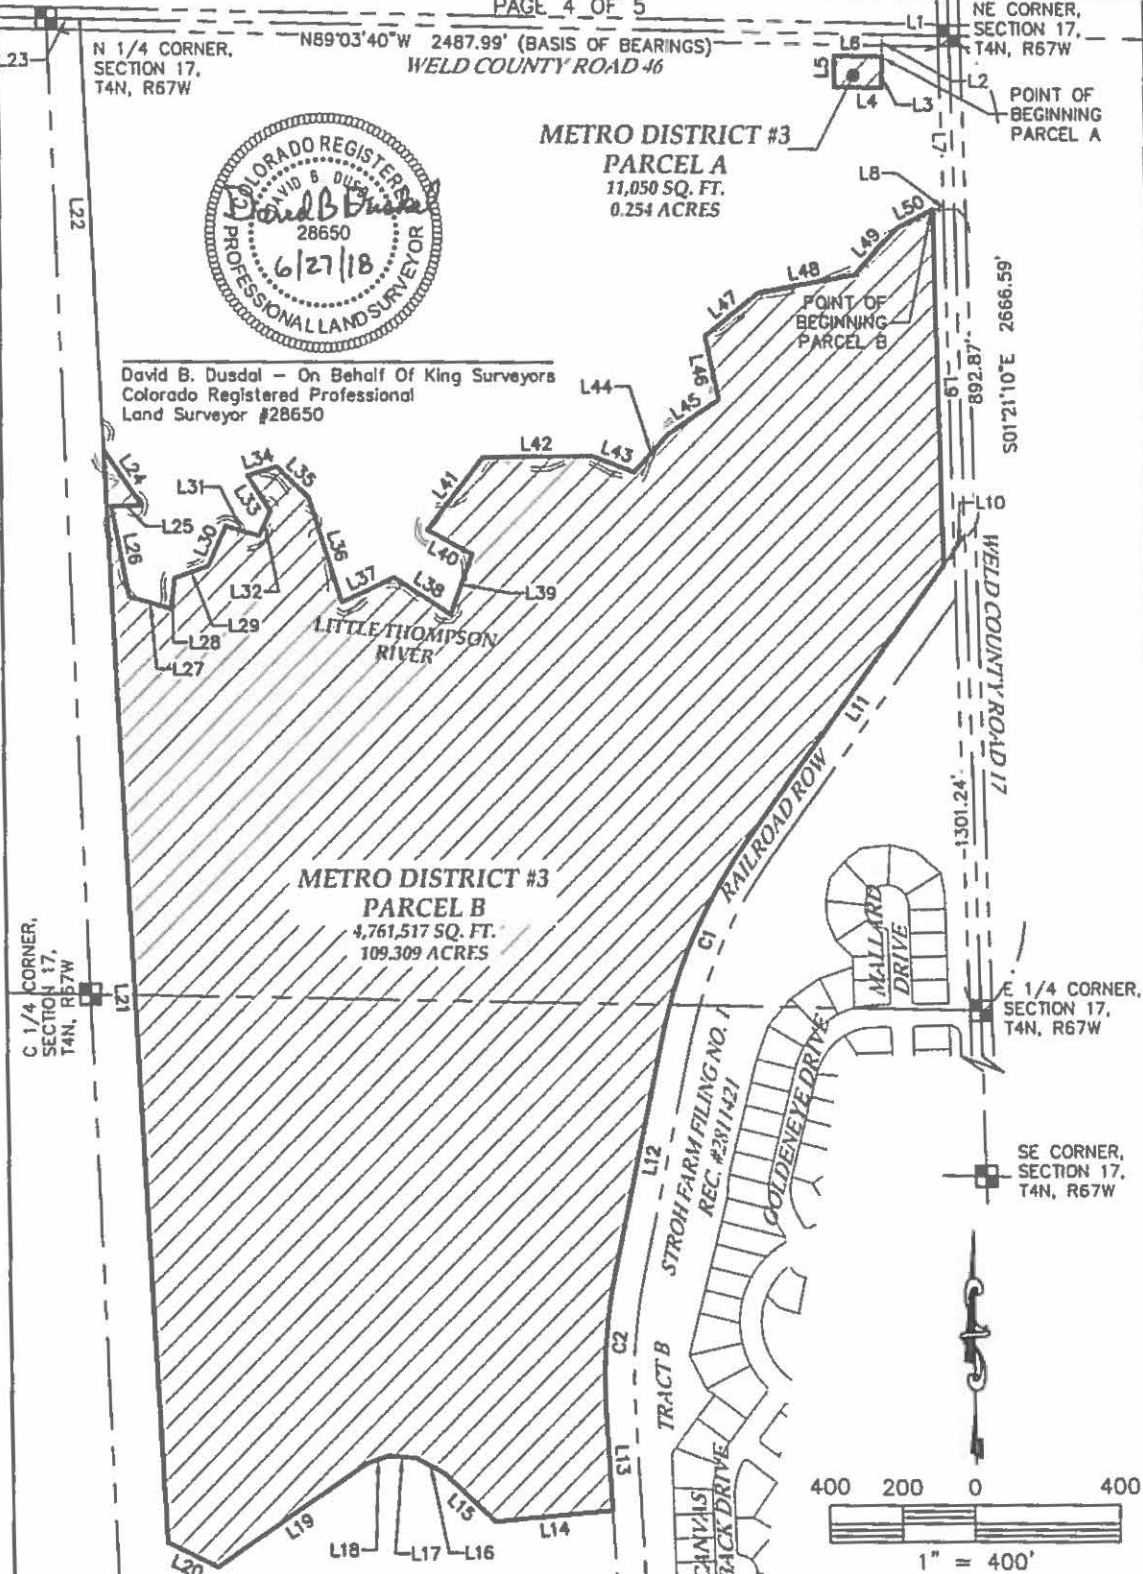 PAGE 4 OF 5
L23
N 1/4 CORNER,
SECTION 17,
T4N, R67W
N89°03'40"W 2487.99' (BASIS OF BEARINGS)
WELD COUNTY ROAD 46
L1
NE CORNER,
SECTION 17,
T4N, R67W
L6
L5
L4
L3
L2
POINT OF
BEGINNING
PARCEL A
METRO DISTRICT #3
PARCEL A
11,050 SQ. FT.
0.254 ACRES
L7
L8
COLORADO REGISTERED
DAVID B DUSDAL
David B Dusdal
28650
6/27/18
PROFESSIONAL LAND SURVEYOR
L22
David B. Dusdal – On Behalf Of King Surveyors
Colorado Registered Professional
Land Surveyor #28650
L50
L49
L48
L47
L46
L45
L44
L43
L42
L41
L40
L39
L38
L37
L36
L35
L34
L33
L32
L31
L30
L29
L28
L27
L26
L25
L24
POINT OF
BEGINNING
PARCEL B
L9
892.87'
S01°21'10"E 2666.59'
L10
WELD COUNTY ROAD 17
LITTLE THOMPSON
RIVER
L11
RAILROAD ROW
1301.24'
METRO DISTRICT #3
PARCEL B
4,761,517 SQ. FT.
109.309 ACRES
C1
MALLARD
DRIVE
C 1/4 CORNER,
SECTION 17,
T4N, R67W
L21
E 1/4 CORNER,
SECTION 17,
T4N, R67W
STROH FARM FILING NO. 1
REC. #2811421
GOLDENEYE DRIVE
L12
SE CORNER,
SECTION 17,
T4N, R67W
C2
TRACT B
L13
CANVAS
BACK DRIVE
L14
L15
L16
L17
L18
L19
L20
400 200 0 400
1" = 400'